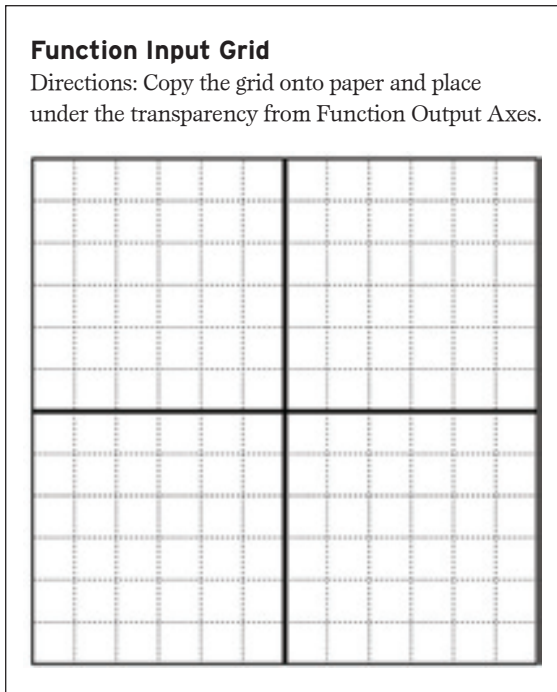 Function Input Grid
Directions: Copy the grid onto paper and place
under the transparency from Function Output Axes.